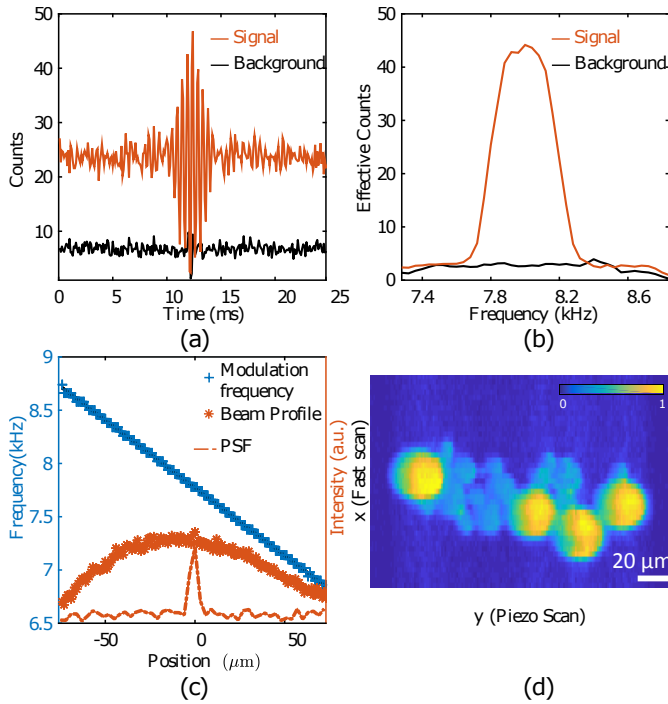 50
40
30
20
10
Counts
Signal
Background
0
5
10
15
20
25
Time (ms)
(a)
50
40
30
20
10
0
Effective Counts
Signal
Background
7.4
7.8
8.2
8.6
Frequency (kHz)
(b)
9
8.5
8
7.5
7
6.5
Frequency(kHz)
Modulation
frequency
Beam Profile
PSF
Intensity (a.u.)
-50
0
50
Position (μm)
(c)
0
1
x (Fast scan)
20 μm
y (Piezo Scan)
(d)